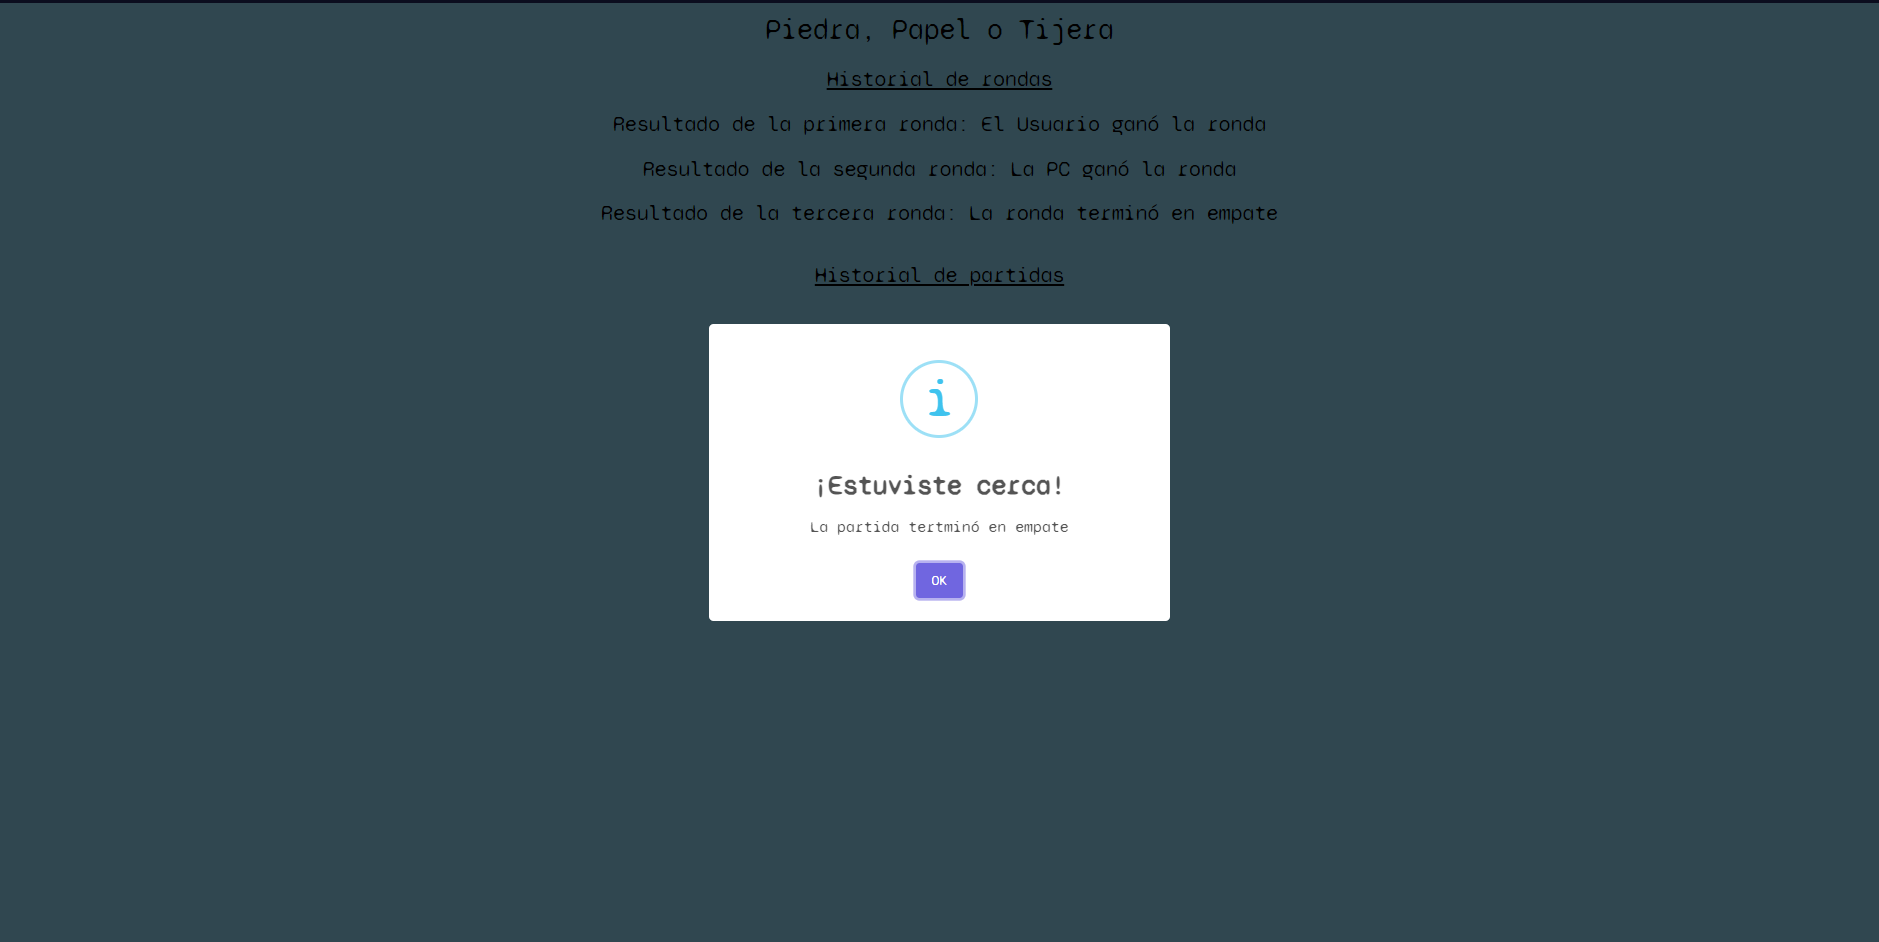 Piedra, Papel o Tijera
Historial de rondas
Resultado de la primera ronda: El Usuario ganó la ronda
Resultado de la segunda ronda: La PC ganó la ronda
Resultado de la tercera ronda: La ronda terminó en empate
Historial de partidas
i
¡Estuviste cerca!
La partida tertminó en empate
OK